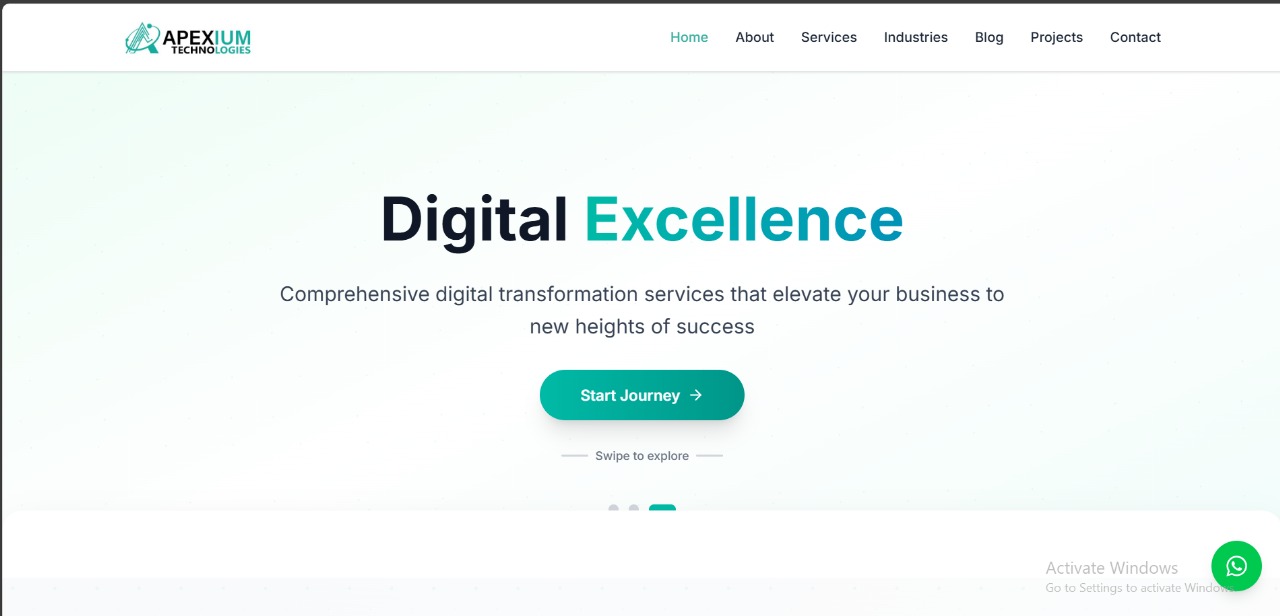 APEXIUM
TECHNOLOGIES
Home About Services Industries Blog Projects Contact
Digital Excellence
Comprehensive digital transformation services that elevate your business to
new heights of success
Start Journey →
Swipe to explore
Activate Windows
Go to Settings to activate Windows.